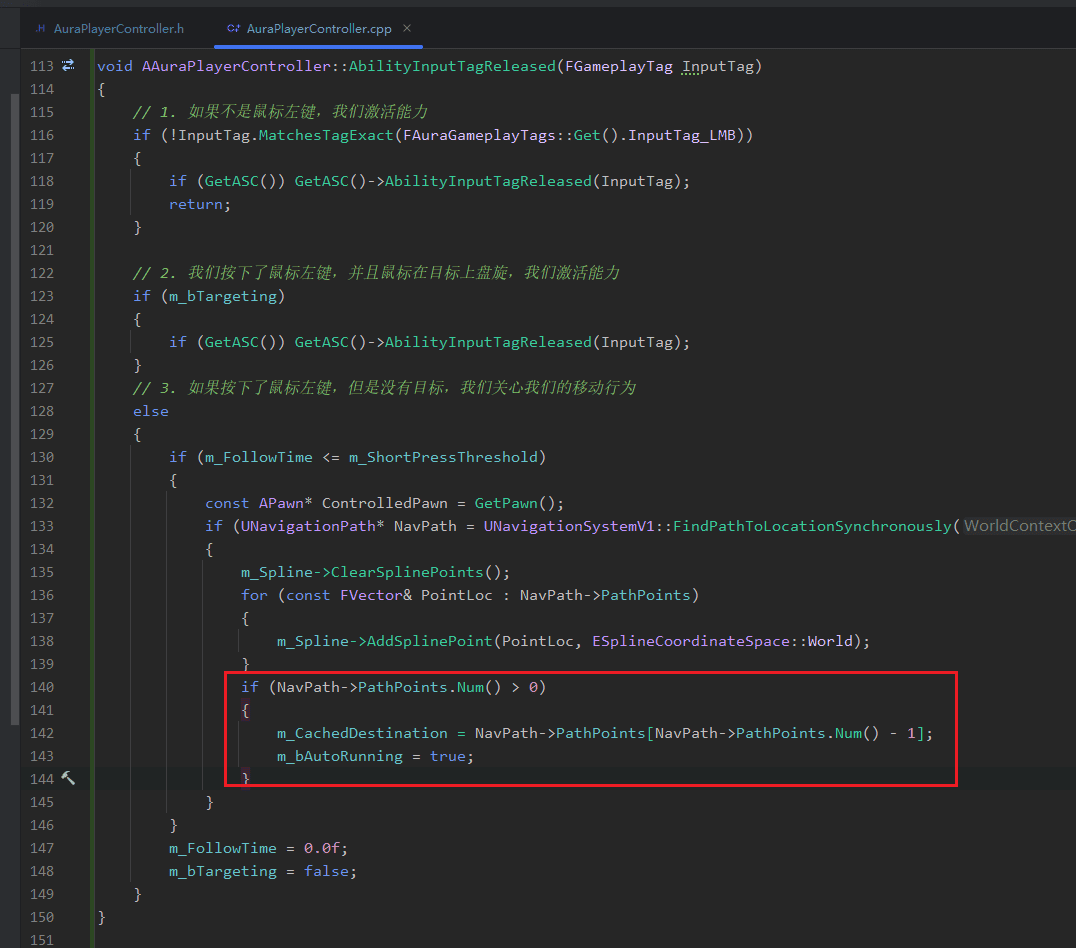 .H AuraPlayerController.h C++ AuraPlayerController.cpp ×
113 void AAuraPlayerController::AbilityInputTagReleased(FGameplayTag InputTag)
114 {
115 // 1. 如果不是鼠标左键，我们激活能力
116 if (!InputTag.MatchesTagExact(FAuraGameplayTags::Get().InputTag_LMB))
117 {
118 if (GetASC()) GetASC()->AbilityInputTagReleased(InputTag);
119 return;
120 }
121
122 // 2. 我们按下了鼠标左键，并且鼠标在目标上盘旋，我们激活能力
123 if (m_bTargeting)
124 {
125 if (GetASC()) GetASC()->AbilityInputTagReleased(InputTag);
126 }
127 // 3. 如果按下了鼠标左键，但是没有目标，我们关心我们的移动行为
128 else
129 {
130 if (m_FollowTime <= m_ShortPressThreshold)
131 {
132 const APawn* ControlledPawn = GetPawn();
133 if (UNavigationPath* NavPath = UNavigationSystemV1::FindPathToLocationSynchronously( WorldContextO
134 {
135 m_Spline->ClearSplinePoints();
136 for (const FVector& PointLoc : NavPath->PathPoints)
137 {
138 m_Spline->AddSplinePoint(PointLoc, ESplineCoordinateSpace::World);
139 }
140 if (NavPath->PathPoints.Num() > 0)
141 {
142 m_CachedDestination = NavPath->PathPoints[NavPath->PathPoints.Num() - 1];
143 m_bAutoRunning = true;
144 }
145 }
146 }
147 m_FollowTime = 0.0f;
148 m_bTargeting = false;
149 }
150 }
151